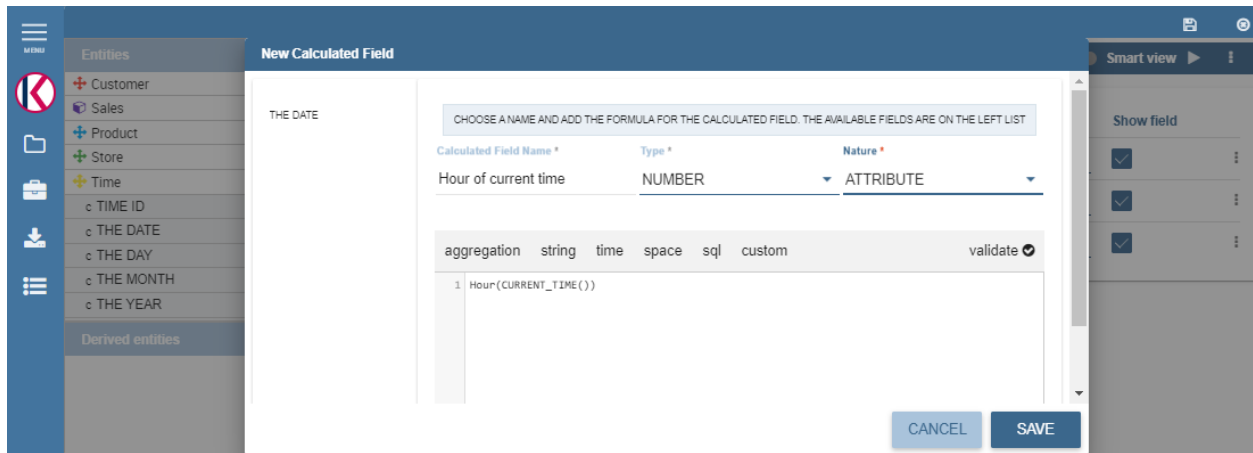 MENU
Entities
Customer
Sales
Product
Store
Time
c TIME ID
c THE DATE
c THE DAY
c THE MONTH
c THE YEAR
Derived entities
New Calculated Field
THE DATE
CHOOSE A NAME AND ADD THE FORMULA FOR THE CALCULATED FIELD. THE AVAILABLE FIELDS ARE ON THE LEFT LIST
Calculated Field Name * Type * Nature *
Hour of current time NUMBER ATTRIBUTE
aggregation string time space sql custom validate
1 Hour(CURRENT_TIME())
CANCEL SAVE
Smart view
Show field